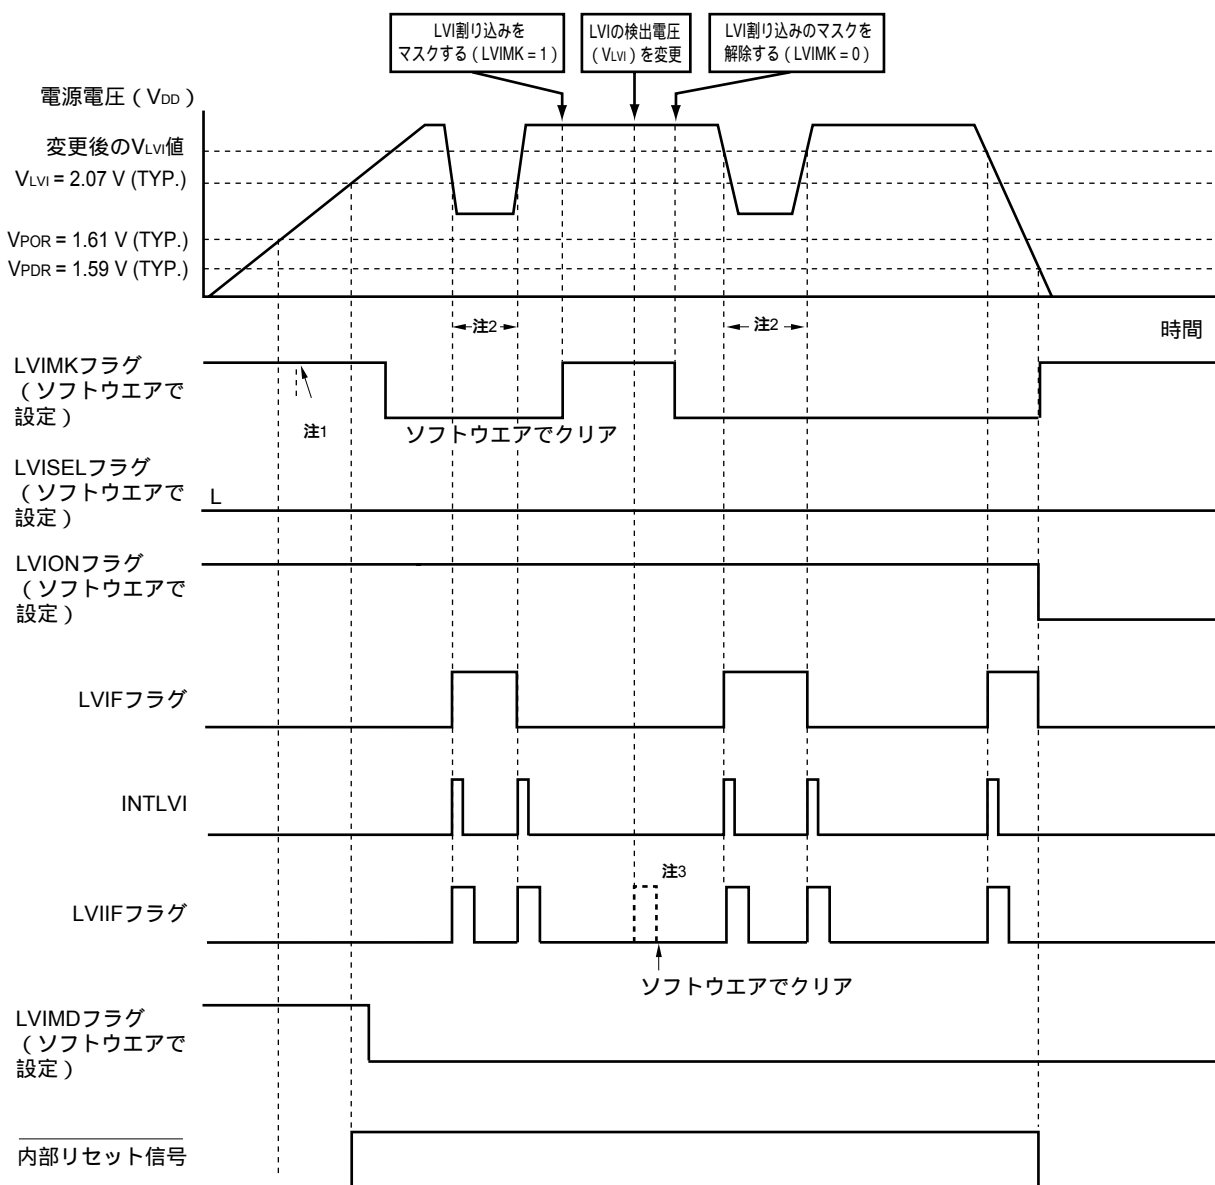 LVI割り込みを
マスクする（LVIMK = 1）
LVIの検出電圧
（VLVI）を変更
LVI割り込みのマスクを
解除する（LVIMK = 0）
電源電圧（VDD）
変更後のVLVI値
VLVI = 2.07 V (TYP.)
VPOR = 1.61 V (TYP.)
VPDR = 1.59 V (TYP.)
注2
注2
時間
LVIMKフラグ
（ソフトウエアで
設定）
注1
ソフトウエアでクリア
LVISELフラグ
（ソフトウエアで
設定）
L
LVIONフラグ
（ソフトウエアで
設定）
LVIFフラグ
INTLVI
注3
LVIIFフラグ
ソフトウエアでクリア
LVIMDフラグ
（ソフトウエアで
設定）
内部リセット信号